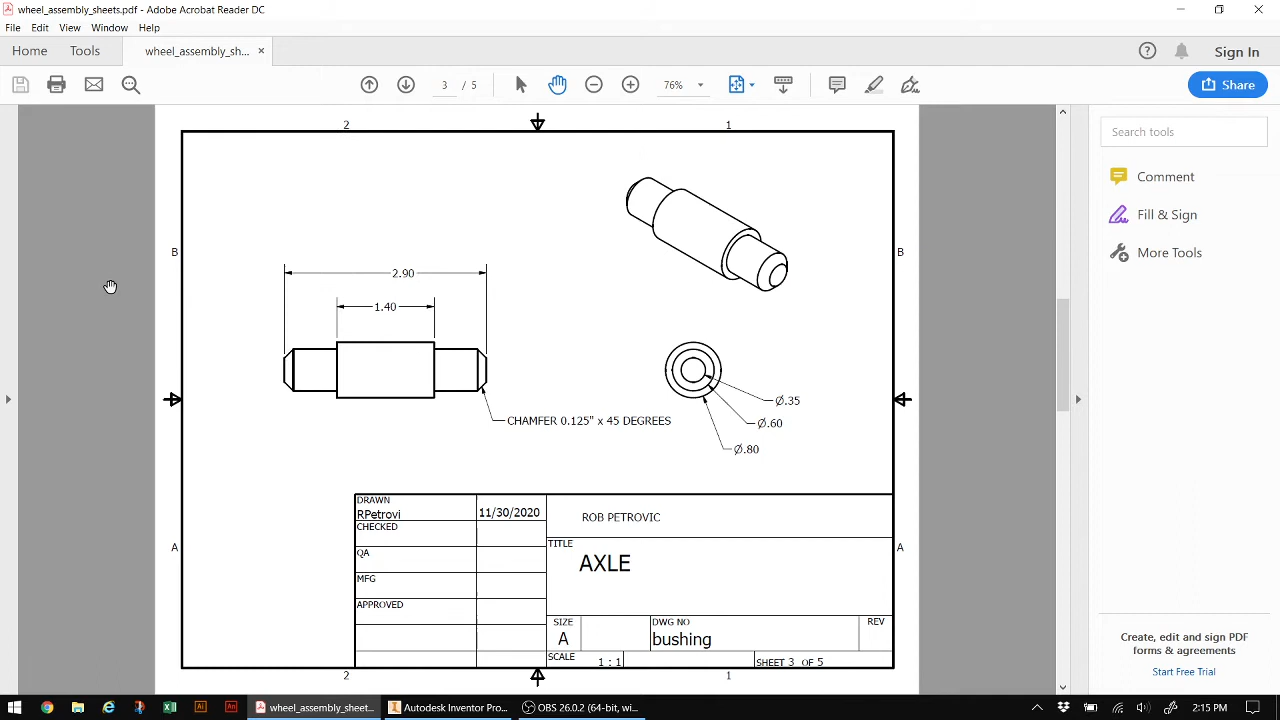 wheel_assembly_sheets.pdf - Adobe Acrobat Reader DC
File Edit View Window Help
Home Tools wheel_assembly_sh... × Sign In
3 / 5 76% Share
Search tools
Comment
Fill & Sign
More Tools
2 1
B B
2.90
1.40
Ø.35
CHAMFER 0.125" x 45 DEGREES Ø.60
Ø.80
DRAWN
RPetrovi 11/30/2020 ROB PETROVIC
CHECKED
TITLE
QA AXLE
A A
MFG
APPROVED
SIZE DWG NO REV
A bushing
SCALE 1 : 1 SHEET 3 OF 5
2 1
Create, edit and sign PDF
forms & agreements
Start Free Trial
Ai An wheel_assembly_sheet... Autodesk Inventor Pro... OBS 26.0.2 (64-bit, wi... 2:15 PM